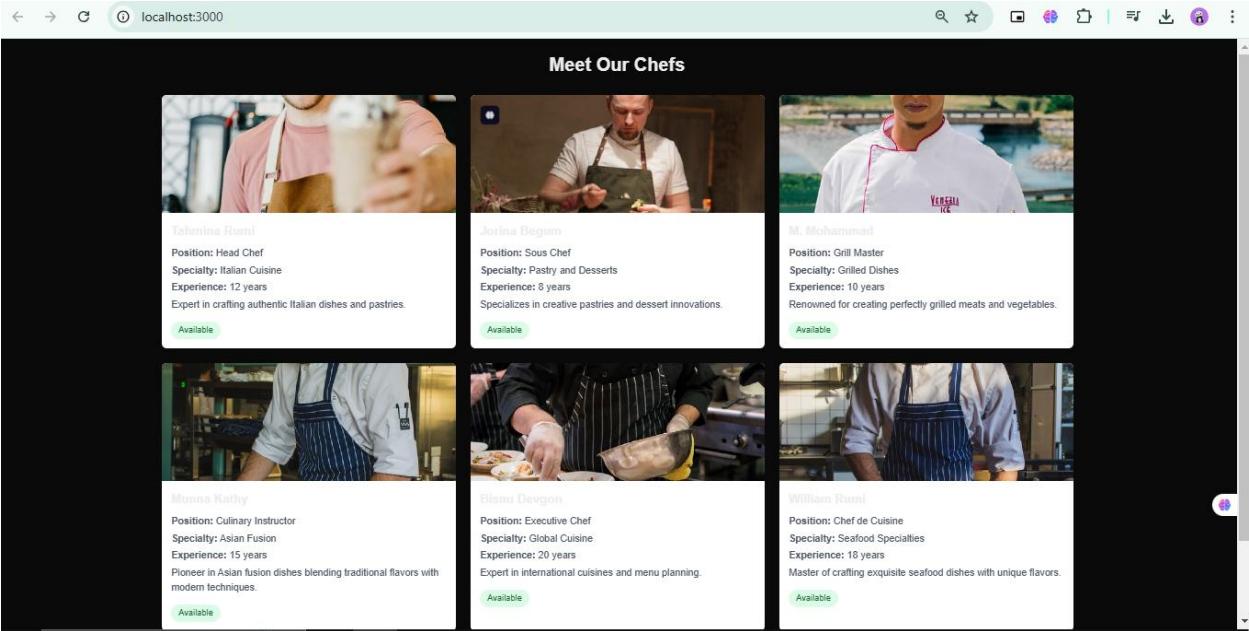 localhost:3000
Meet Our Chefs
Tahmina Rumi
Position: Head Chef
Specialty: Italian Cuisine
Experience: 12 years
Expert in crafting authentic Italian dishes and pastries.
Available
Jorina Begum
Position: Sous Chef
Specialty: Pastry and Desserts
Experience: 8 years
Specializes in creative pastries and dessert innovations.
Available
M. Mohammad
Position: Grill Master
Specialty: Grilled Dishes
Experience: 10 years
Renowned for creating perfectly grilled meats and vegetables.
Available
Munna Kathy
Position: Culinary Instructor
Specialty: Asian Fusion
Experience: 15 years
Pioneer in Asian fusion dishes blending traditional flavors with
modern techniques.
Available
Bisnu Devgon
Position: Executive Chef
Specialty: Global Cuisine
Experience: 20 years
Expert in international cuisines and menu planning.
Available
William Rumi
Position: Chef de Cuisine
Specialty: Seafood Specialties
Experience: 18 years
Master of crafting exquisite seafood dishes with unique flavors.
Available